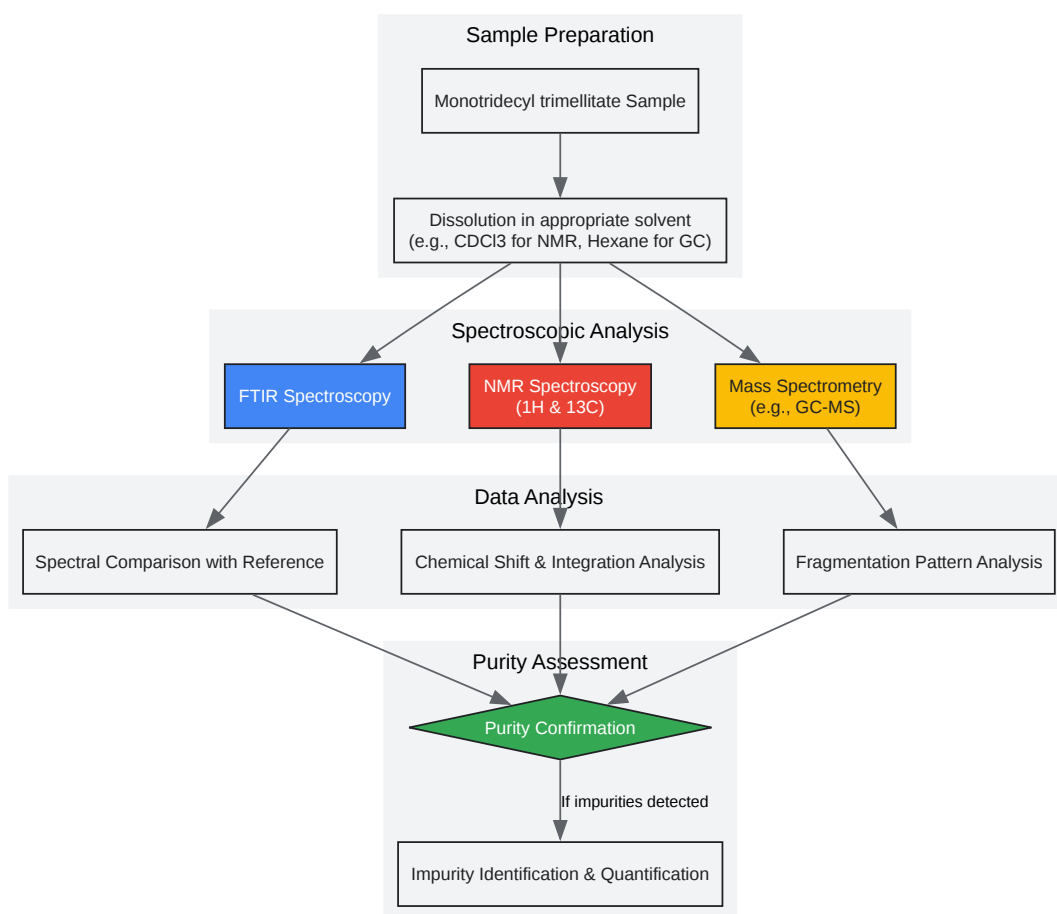 Sample Preparation
Monotridecyl trimellitate Sample
Dissolution in appropriate solvent
(e.g., CDCl3 for NMR, Hexane for GC)
Spectroscopic Analysis
FTIR Spectroscopy
NMR Spectroscopy
(1H & 13C)
Mass Spectrometry
(e.g., GC-MS)
Data Analysis
Spectral Comparison with Reference
Chemical Shift & Integration Analysis
Fragmentation Pattern Analysis
Purity Assessment
Purity Confirmation
If impurities detected
Impurity Identification & Quantification